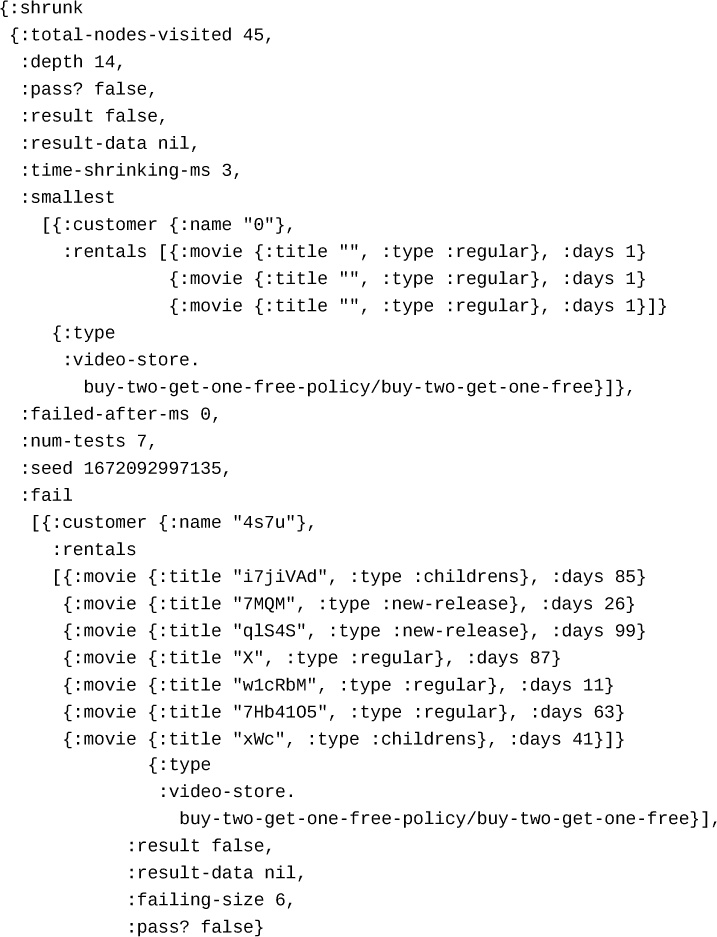 {:shrunk
 {:total-nodes-visited 45,
  :depth 14,
  :pass? false,
  :result false,
  :result-data nil,
  :time-shrinking-ms 3,
  :smallest
    [{:customer {:name "0"},
      :rentals [{:movie {:title "", :type :regular}, :days 1}
                {:movie {:title "", :type :regular}, :days 1}
                {:movie {:title "", :type :regular}, :days 1}]}
     {:type
      :video-store.
        buy-two-get-one-free-policy/buy-two-get-one-free}]},
  :failed-after-ms 0,
  :num-tests 7,
  :seed 1672092997135,
  :fail
   [{:customer {:name "4s7u"},
     :rentals
     [{:movie {:title "i7jiVAd", :type :childrens}, :days 85}
      {:movie {:title "7MQM", :type :new-release}, :days 26}
      {:movie {:title "qlS4S", :type :new-release}, :days 99}
      {:movie {:title "X", :type :regular}, :days 87}
      {:movie {:title "w1cRbM", :type :regular}, :days 11}
      {:movie {:title "7Hb41O5", :type :regular}, :days 63}
      {:movie {:title "xWc", :type :childrens}, :days 41}]}
              {:type
               :video-store.
                 buy-two-get-one-free-policy/buy-two-get-one-free}],
            :result false,
            :result-data nil,
            :failing-size 6,
            :pass? false}